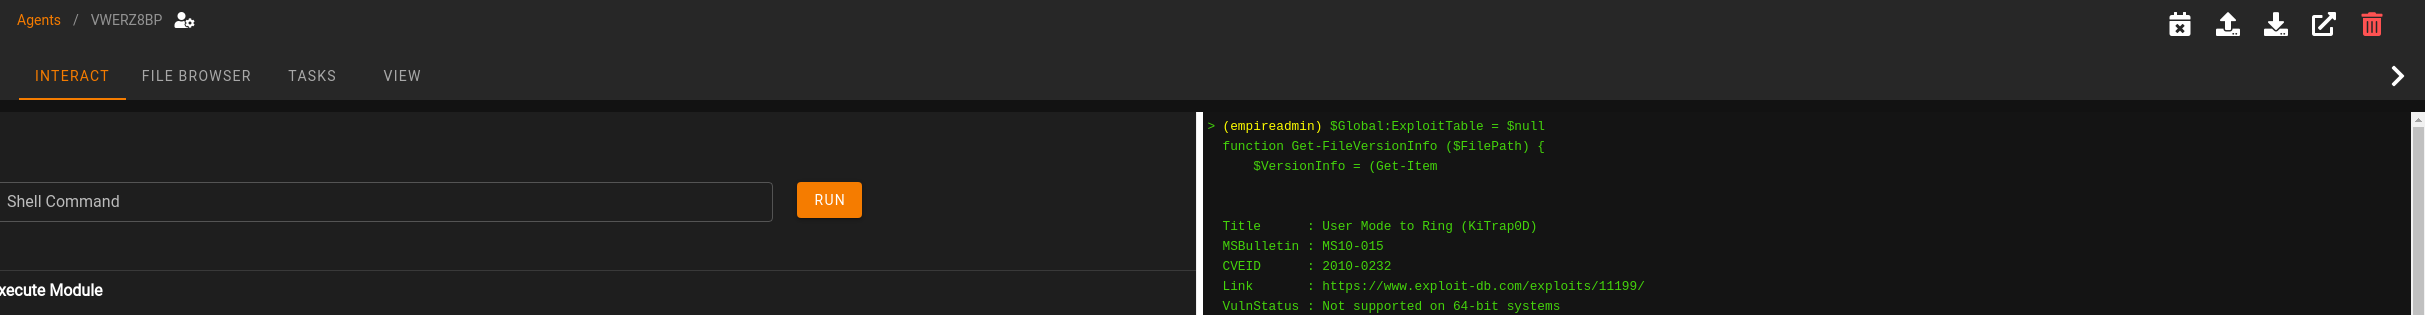 Agents / VWERZ8BP
INTERACT FILE BROWSER TASKS VIEW
Shell Command
RUN
xecute Module
> (empireadmin) $Global:ExploitTable = $null
function Get-FileVersionInfo ($FilePath) {
$VersionInfo = (Get-Item
Title : User Mode to Ring (KiTrap0D)
MSBulletin : MS10-015
CVEID : 2010-0232
Link : https://www.exploit-db.com/exploits/11199/
VulnStatus : Not supported on 64-bit systems